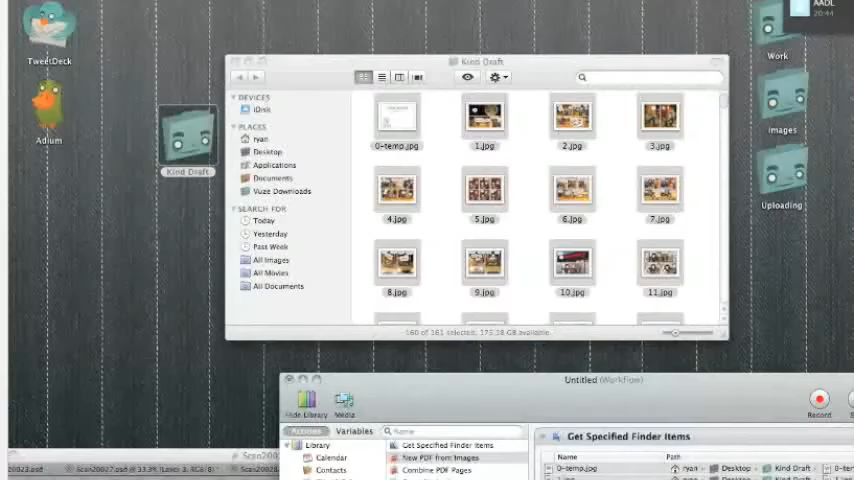 AADL
20:44
TweetDeck
Adium
Kind Draft
Work
Images
Uploading
Kind Draft
DEVICES
iDisk
PLACES
ryan
Desktop
Applications
Documents
Vuze Downloads
SEARCH FOR
Today
Yesterday
Past Week
All Images
All Movies
All Documents
0-temp.jpg
1.jpg
2.jpg
3.jpg
4.jpg
5.jpg
6.jpg
7.jpg
8.jpg
9.jpg
10.jpg
11.jpg
160 of 161 selected, 175.18 GB available
Untitled (Workflow)
Hide Library
Media
Record
Actions
Variables
Name
Library
Calendar
Contacts
Get Specified Finder Items
New PDF from Images
Combine PDF Pages
Get Specified Finder Items
Name
Path
0-temp.jpg
ryan
Desktop
Kind Draft